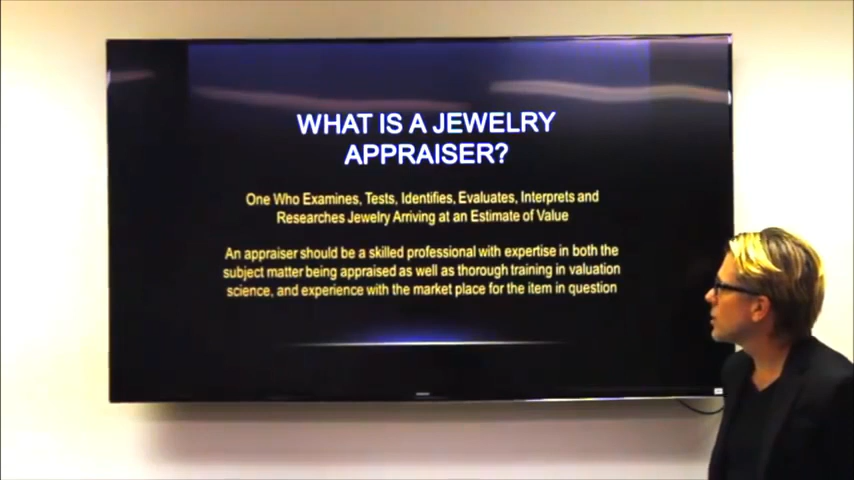 WHAT IS A JEWELRY
APPRAISER?
One Who Examines, Tests, Identifies, Evaluates, Interprets and
Researches Jewelry Arriving at an Estimate of Value
An appraiser should be a skilled professional with expertise in both the
subject matter being appraised as well as thorough training in valuation
science, and experience with the market place for the item in question